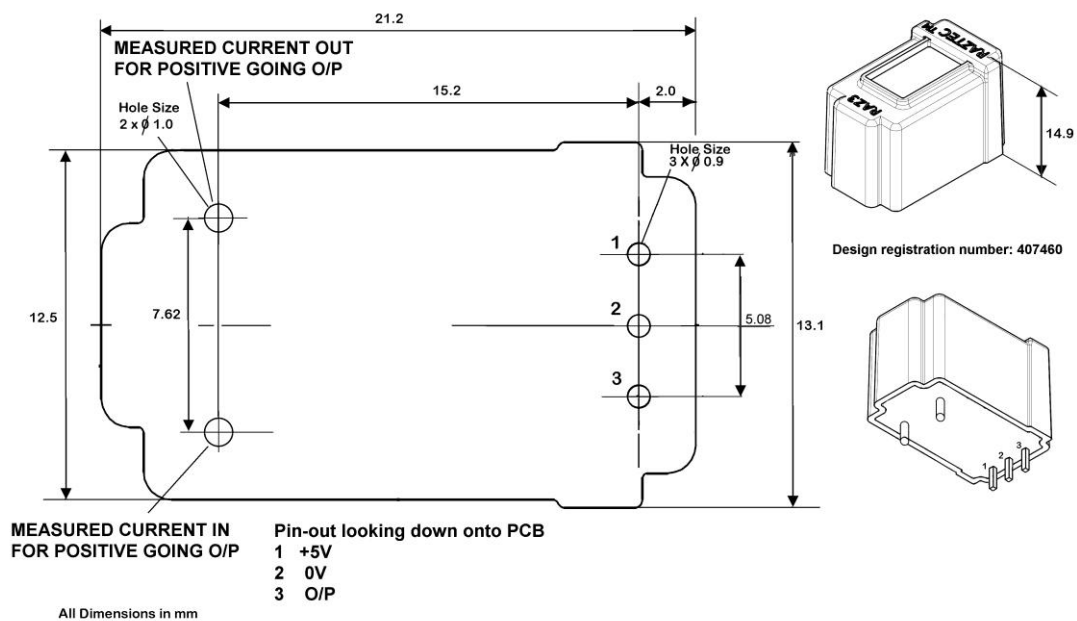 21.2
MEASURED CURRENT OUT
FOR POSITIVE GOING O/P
15.2
2.0
Hole Size
2 x ϕ 1.0
Hole Size
3 X ϕ 0.9
RAZTEC TM
RAZ3
14.9
Design registration number: 407460
1
12.5
7.62
2
5.08
13.1
3
1
2
3
MEASURED CURRENT IN
FOR POSITIVE GOING O/P
Pin-out looking down onto PCB
1 +5V
2 0V
3 O/P
All Dimensions in mm